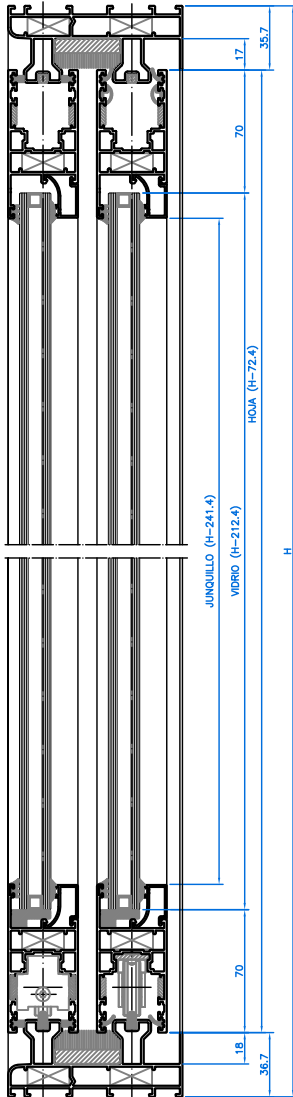 35.7
17
70
HOJA (H-72.4)
VIDRIO (H-212.4)
JUNQUILLO (H-241.4)
H
70
18
36.7